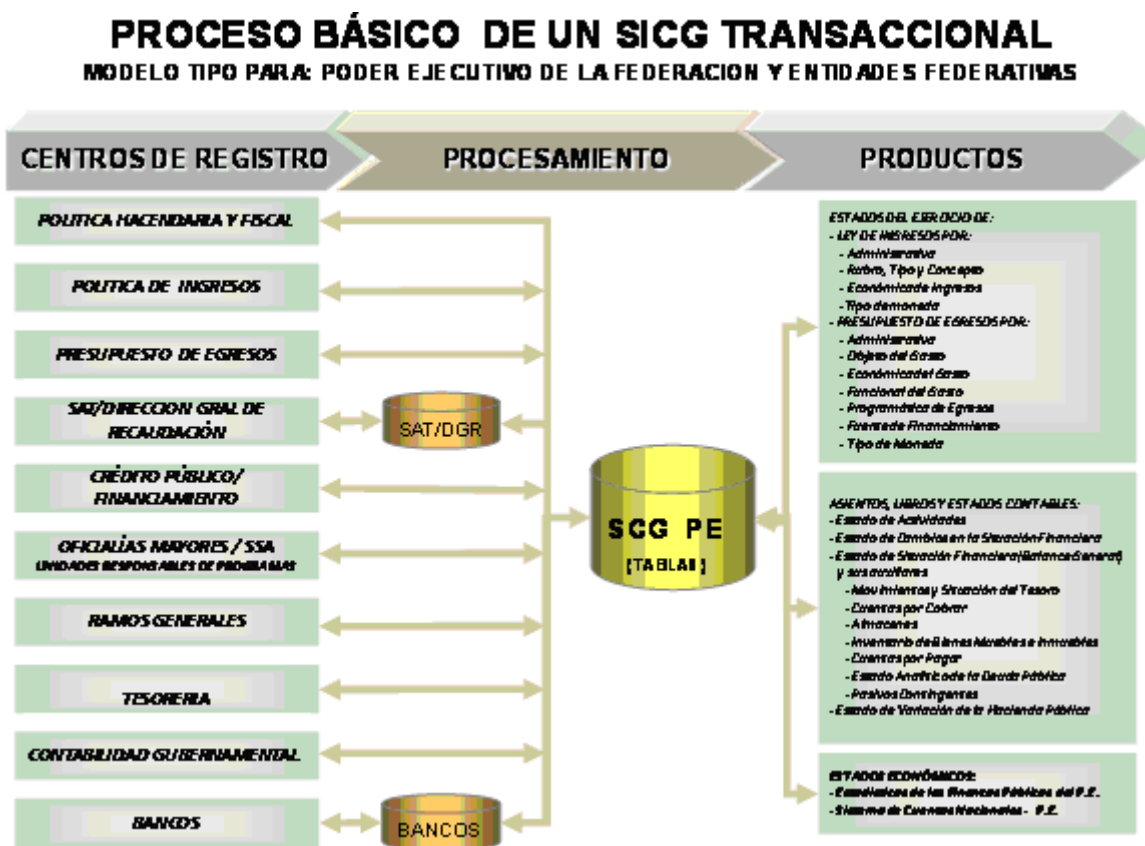 PROCESO BÁSICO DE UN SICG TRANSACCIONAL
MODELO TIPO PARA: PODER EJECUTIVO DE LA FEDERACION Y ENTIDADES FEDERATIVAS
CENTROS DE REGISTRO
PROCESAMIENTO
PRODUCTOS
POLITICA HACENDARIA Y FISCAL
POLITICA DE INGRESOS
PRESUPUESTO DE EGRESOS
SAT/DIRECCION GRAL DE
RECAUDACIÓN
CRÉDITO PÚBLICO/
FINANCIAMIENTO
OFICIALÍAS MAYORES / SSA
UNIDADES RESPONSABLES DE PROGRAMAS
RAMOS GENERALES
TESORERIA
CONTABILIDAD GUBERNAMENTAL
BANCOS
SAT/DGR
BANCOS
SCG PE
(TABLAS)
ESTADOS DEL EJERCICIO DE:
- LEY DE INGRESOS POR:
- Administrativa
- Rubro, Tipo y Concepto
- Económica de Ingresos
- Tipo de moneda
- PRESUPUESTO DE EGRESOS POR:
- Administrativa
- Objeto del Gasto
- Económica del Gasto
- Funcional del Gasto
- Programática de Egresos
- Fuente de Financiamiento
- Tipo de Moneda
ASIENTOS, LIBROS Y ESTADOS CONTABLES:
- Estado de Actividades
- Estado de Cambios en la Situación Financiera
- Estado de Situación Financiera (Balance General)
y sus auxiliares
- Movimientos y Situación del Tesoro
- Cuentas por Cobrar
- Almacenes
- Inventario de Bienes Muebles e Inmuebles
- Cuentas por Pagar
- Estado Analítico de la Deuda Pública
- Pasivos Contingentes
- Estado de Variación de la Hacienda Pública
ESTADOS ECONÓMICOS:
- Estadísticas de las Finanzas Públicas del P.E.
- Sistema de Cuentas Nacionales - P.E.